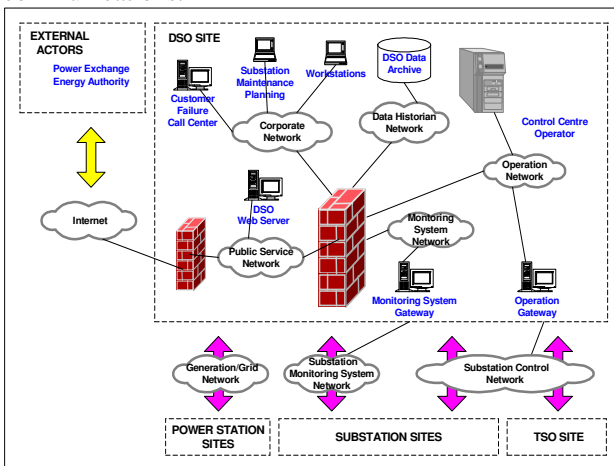 EXTERNAL
ACTORS
Power Exchange
Energy Authority
Internet
DSO SITE
Customer
Failure
Call Center
Substation
Maintenance
Planning
Workstations
DSO Data
Archive
Corporate
Network
Data Historian
Network
Control Centre
Operator
Operation
Network
DSO
Web Server
Public Service
Network
Monitoring
System
Network
Monitoring System
Gateway
Operation
Gateway
Generation/Grid
Network
Substation
Monitoring System
Network
Substation Control
Network
POWER STATION
SITES
SUBSTATION SITES
TSO SITE